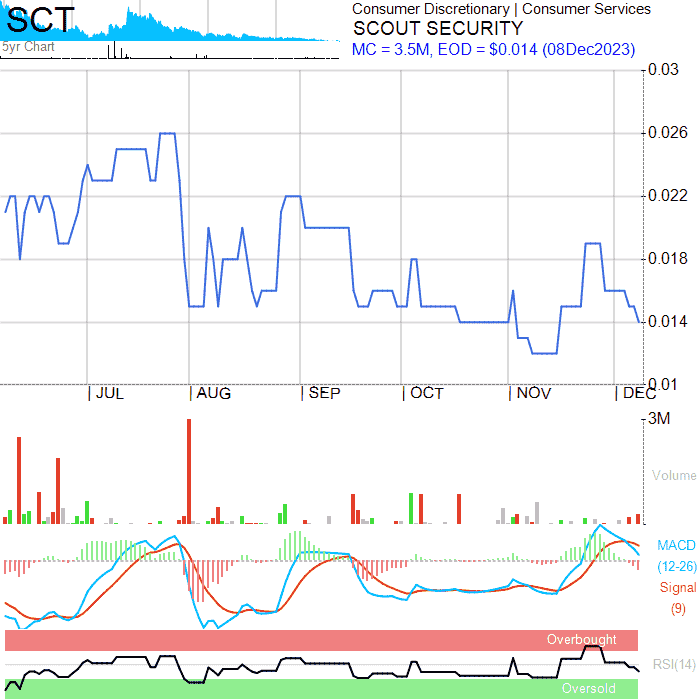 SCT
5yr Chart
Consumer Discretionary | Consumer Services
SCOUT SECURITY
MC = 3.5M, EOD = $0.014 (08Dec2023)
0.03
0.026
0.022
0.018
0.014
0.01
JUL AUG SEP OCT NOV DEC
3M
Volume
MACD
(12-26)
Signal
(9)
Overbought
RSI(14)
Oversold